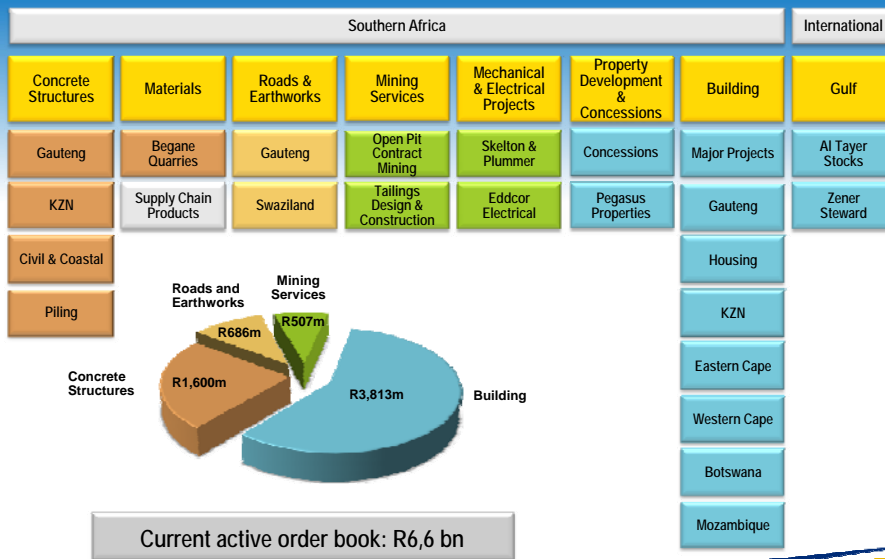 Southern Africa
International
Concrete
Structures
Materials
Roads &
Earthworks
Mining
Services
Mechanical
& Electrical
Projects
Property
Development
&
Concessions
Building
Gulf
Gauteng
Begane
Quarries
Gauteng
Open Pit
Contract
Mining
Skelton &
Plummer
Concessions
Major Projects
Al Tayer
Stocks
KZN
Supply Chain
Products
Swaziland
Tailings
Design &
Construction
Eddcor
Electrical
Pegasus
Properties
Gauteng
Zener
Steward
Civil & Coastal
Housing
Piling
KZN
Eastern Cape
Western Cape
Botswana
Mozambique
Roads and
Earthworks
Mining
Services
R686m
R507m
Concrete
Structures
R1,600m
R3,813m
Building
Current active order book: R6,6 bn